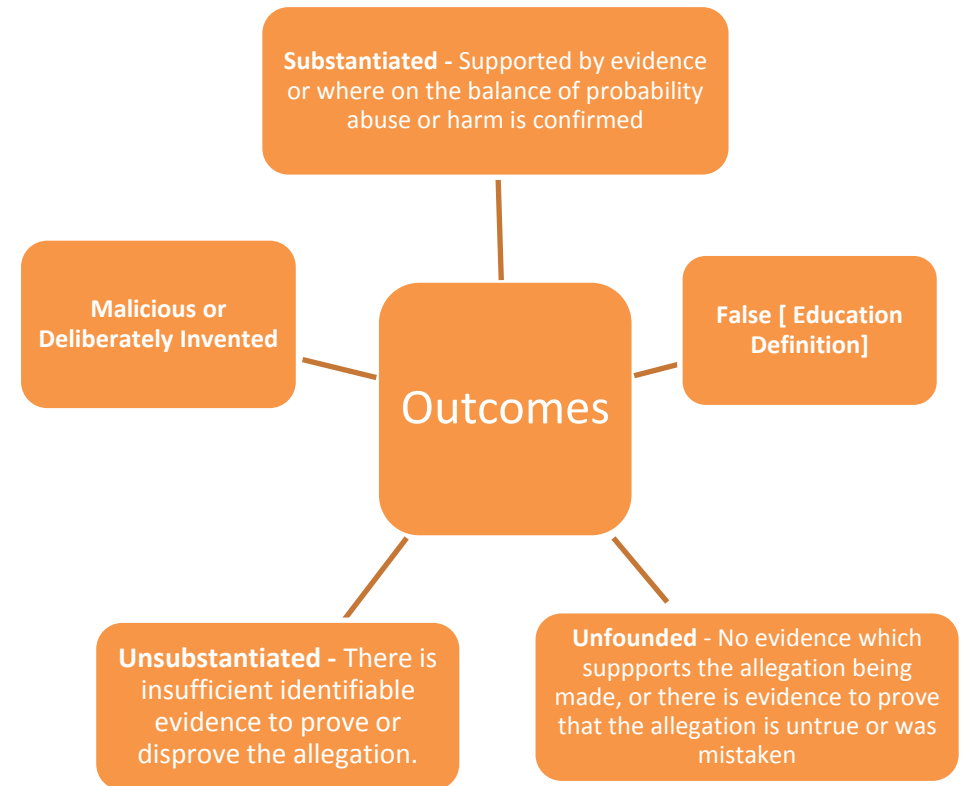 Substantiated - Supported by evidence
or where on the balance of probability
abuse or harm is confirmed
Malicious or
Deliberately Invented
False [ Education
Definition]
Outcomes
Unsubstantiated - There is
insufficient identifiable
evidence to prove or
disprove the allegation.
Unfounded - No evidence which
suppports the allegation being
made, or there is evidence to prove
that the allegation is untrue or was
mistaken